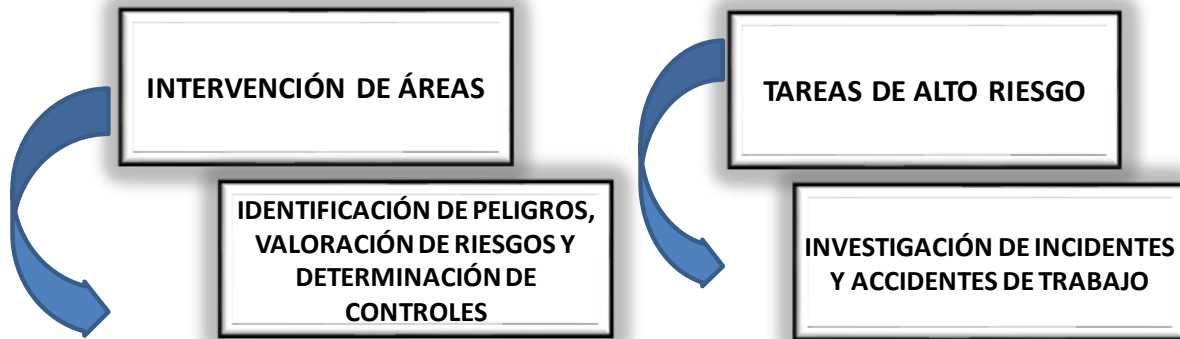 INTERVENCIÓN DE ÁREAS
IDENTIFICACIÓN DE PELIGROS,
VALORACIÓN DE RIESGOS Y
DETERMINACIÓN DE
CONTROLES
TAREAS DE ALTO RIESGO
INVESTIGACIÓN DE INCIDENTES
Y ACCIDENTES DE TRABAJO